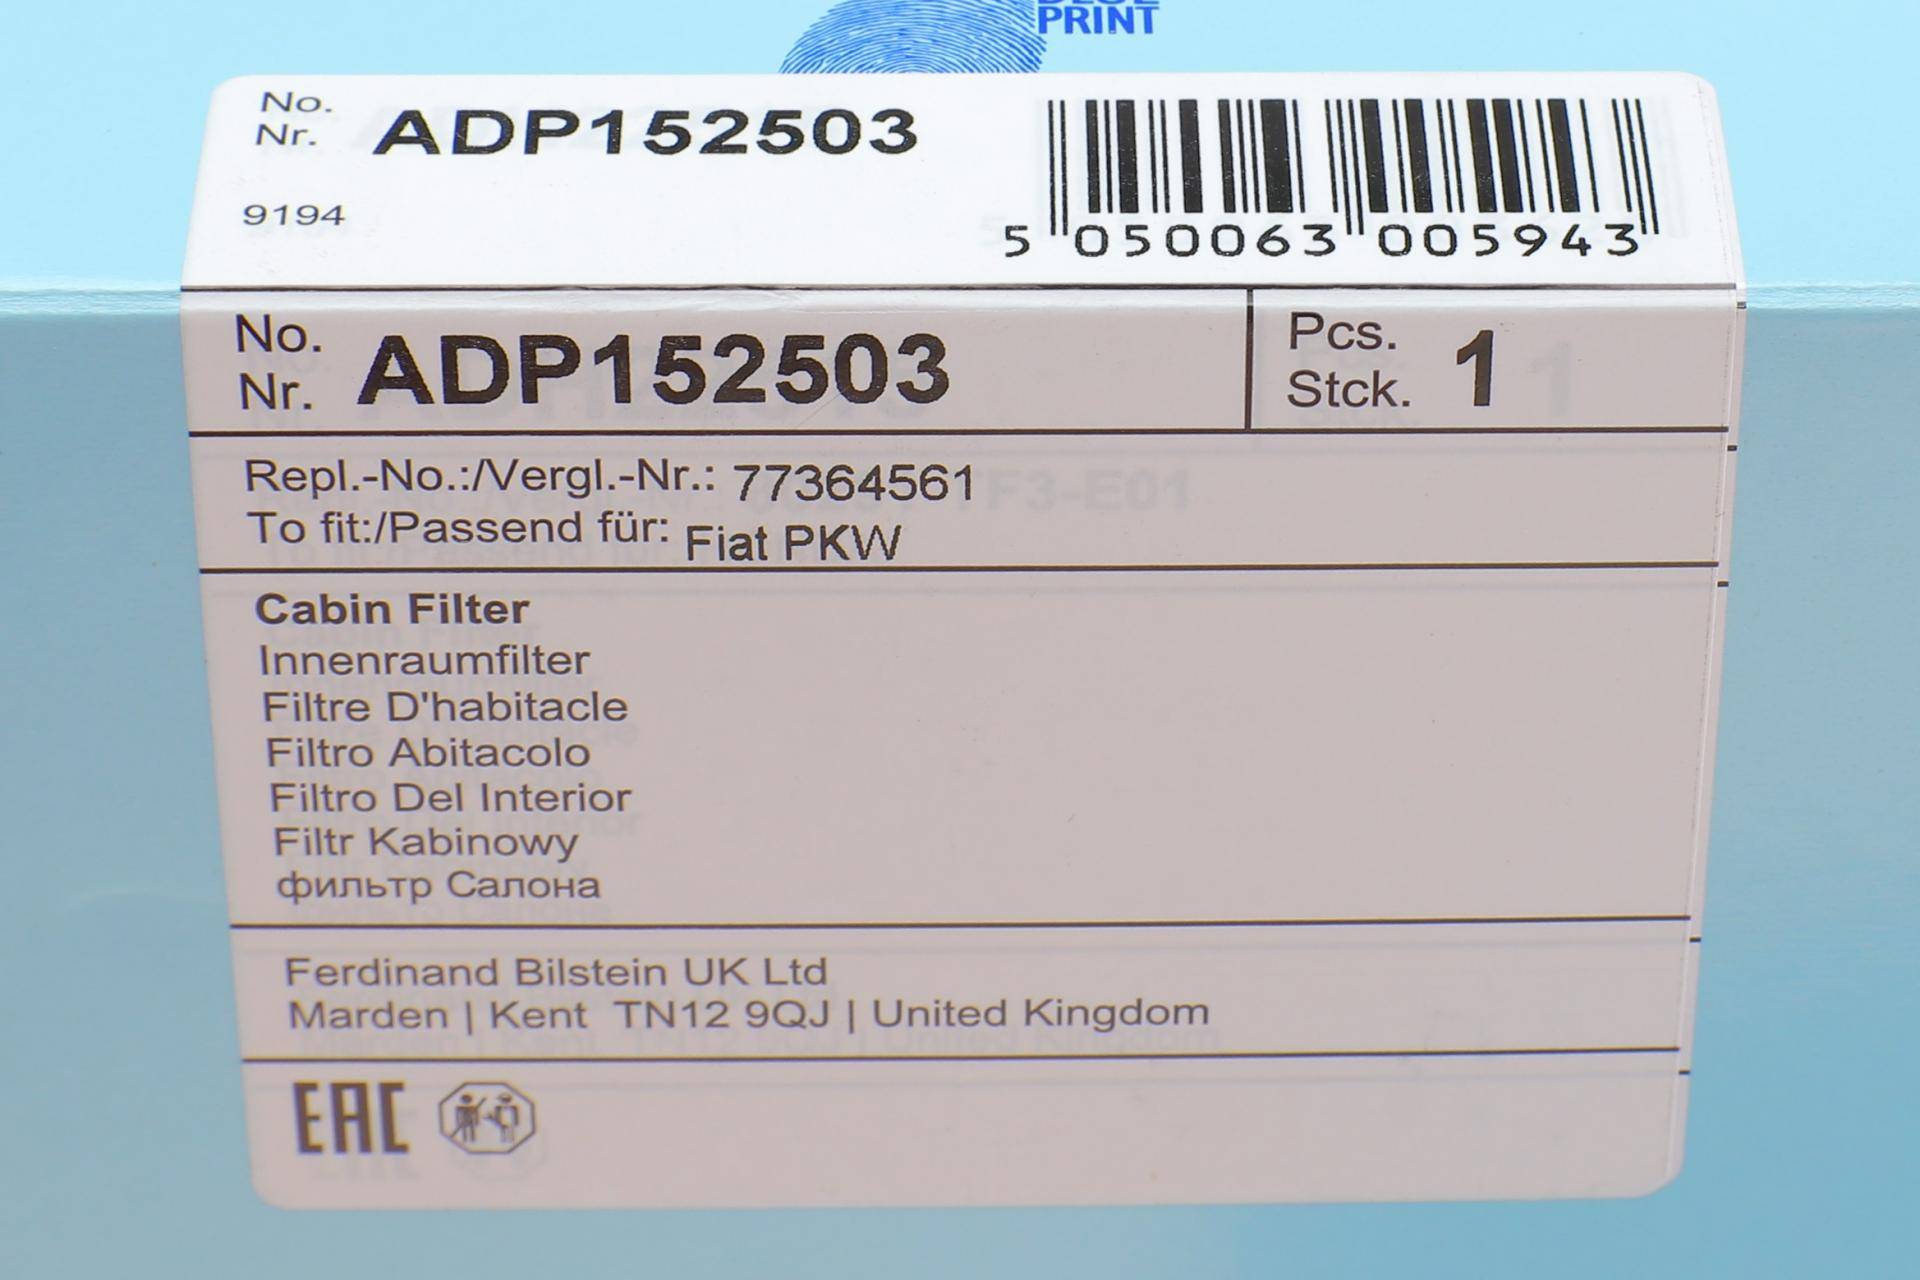 PRINT
No.
Nr. ADP152503
9194
5 050063 005943
No.
Nr. ADP152503
Pcs.
Stck. 1
Repl.-No.:/Vergl.-Nr.: 77364561
To fit:/Passend für: Fiat PKW
Cabin Filter
Innenraumfilter
Filtre D'habitacle
Filtro Abitacolo
Filtro Del Interior
Filtr Kabinowy
фильтр Салона
Ferdinand Bilstein UK Ltd
Marden | Kent TN12 9QJ | United Kingdom
EAC